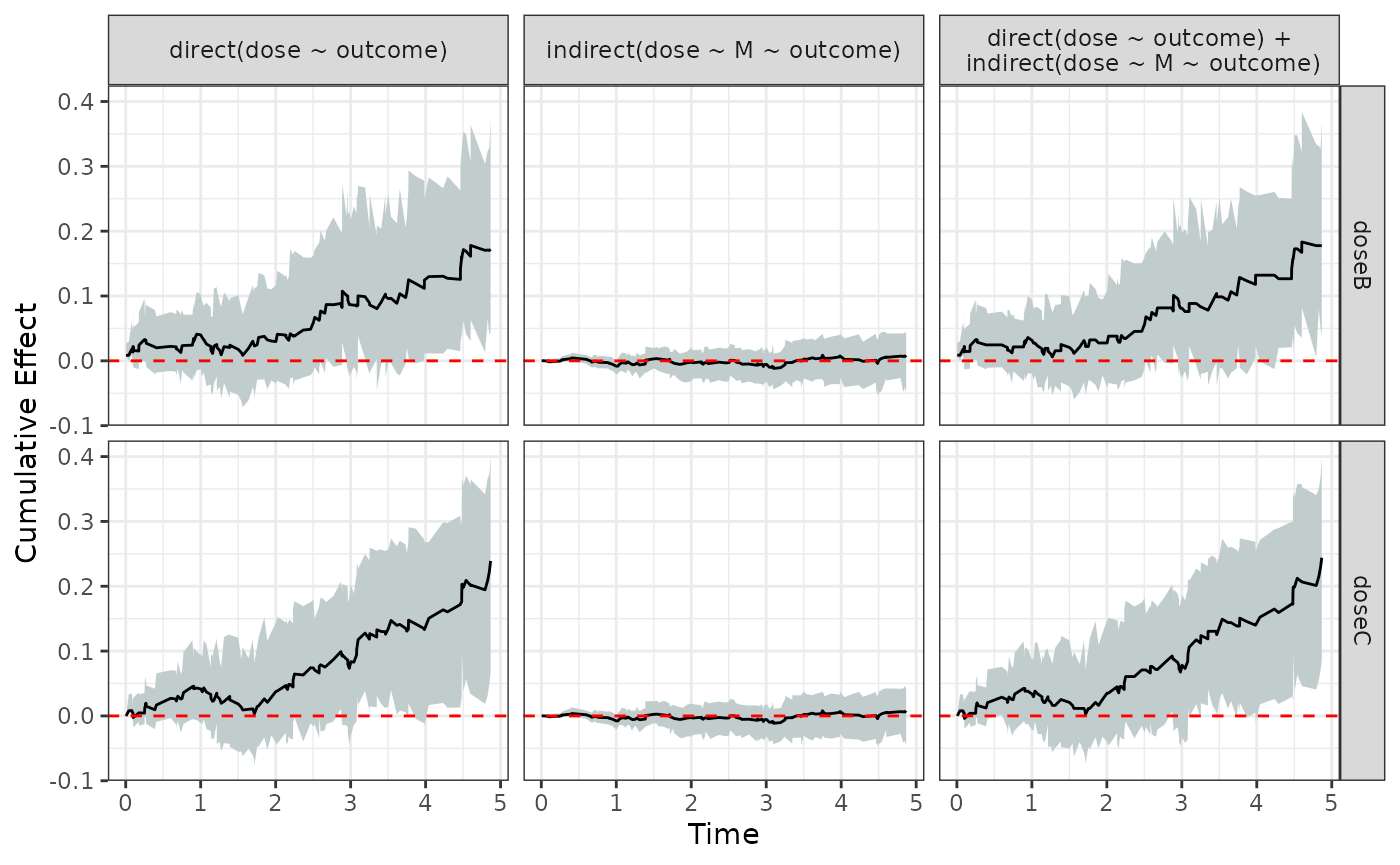 direct(dose ~ outcome)
indirect(dose ~ M ~ outcome)
direct(dose ~ outcome) +
indirect(dose ~ M ~ outcome)
Cumulative Effect
0.4
0.3
0.2
0.1
0.0
-0.1
doseB
0.4
0.3
0.2
0.1
0.0
-0.1
doseC
0 1 2 3 4 5
0 1 2 3 4 5
0 1 2 3 4 5
Time